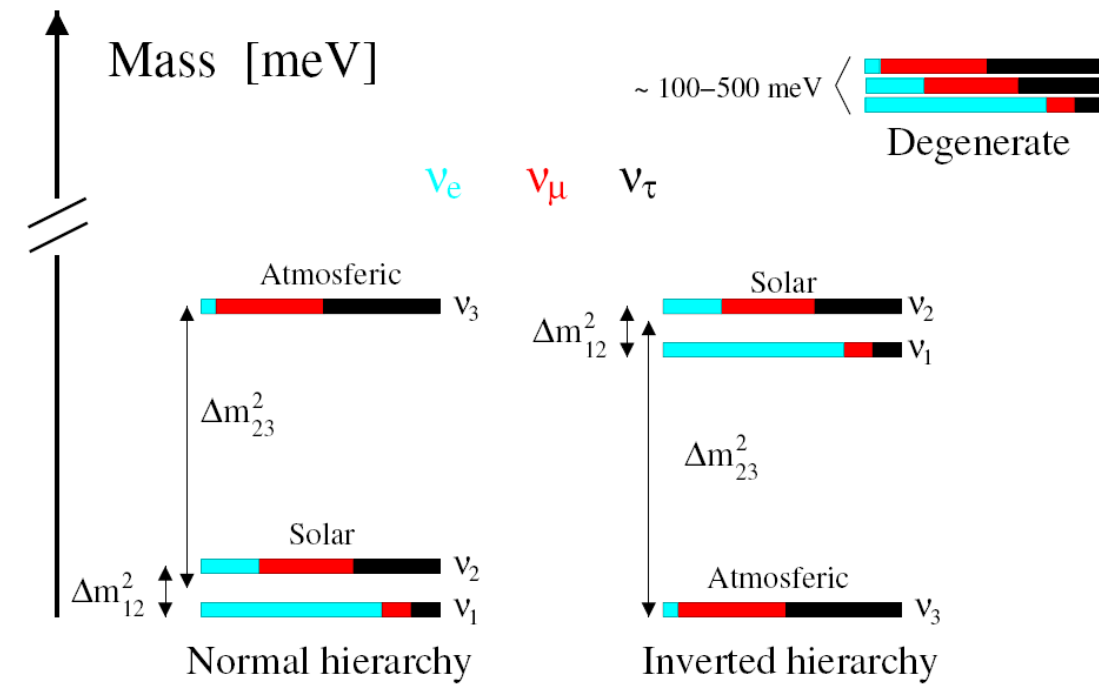 Mass [meV]
~ 100–500 meV
Degenerate
νe νμ ντ
Atmosferic
ν3
Δm²23
Solar
ν2
Δm²12
ν1
Normal hierarchy
Solar
ν2
Δm²12
ν1
Δm²23
Atmosferic
ν3
Inverted hierarchy